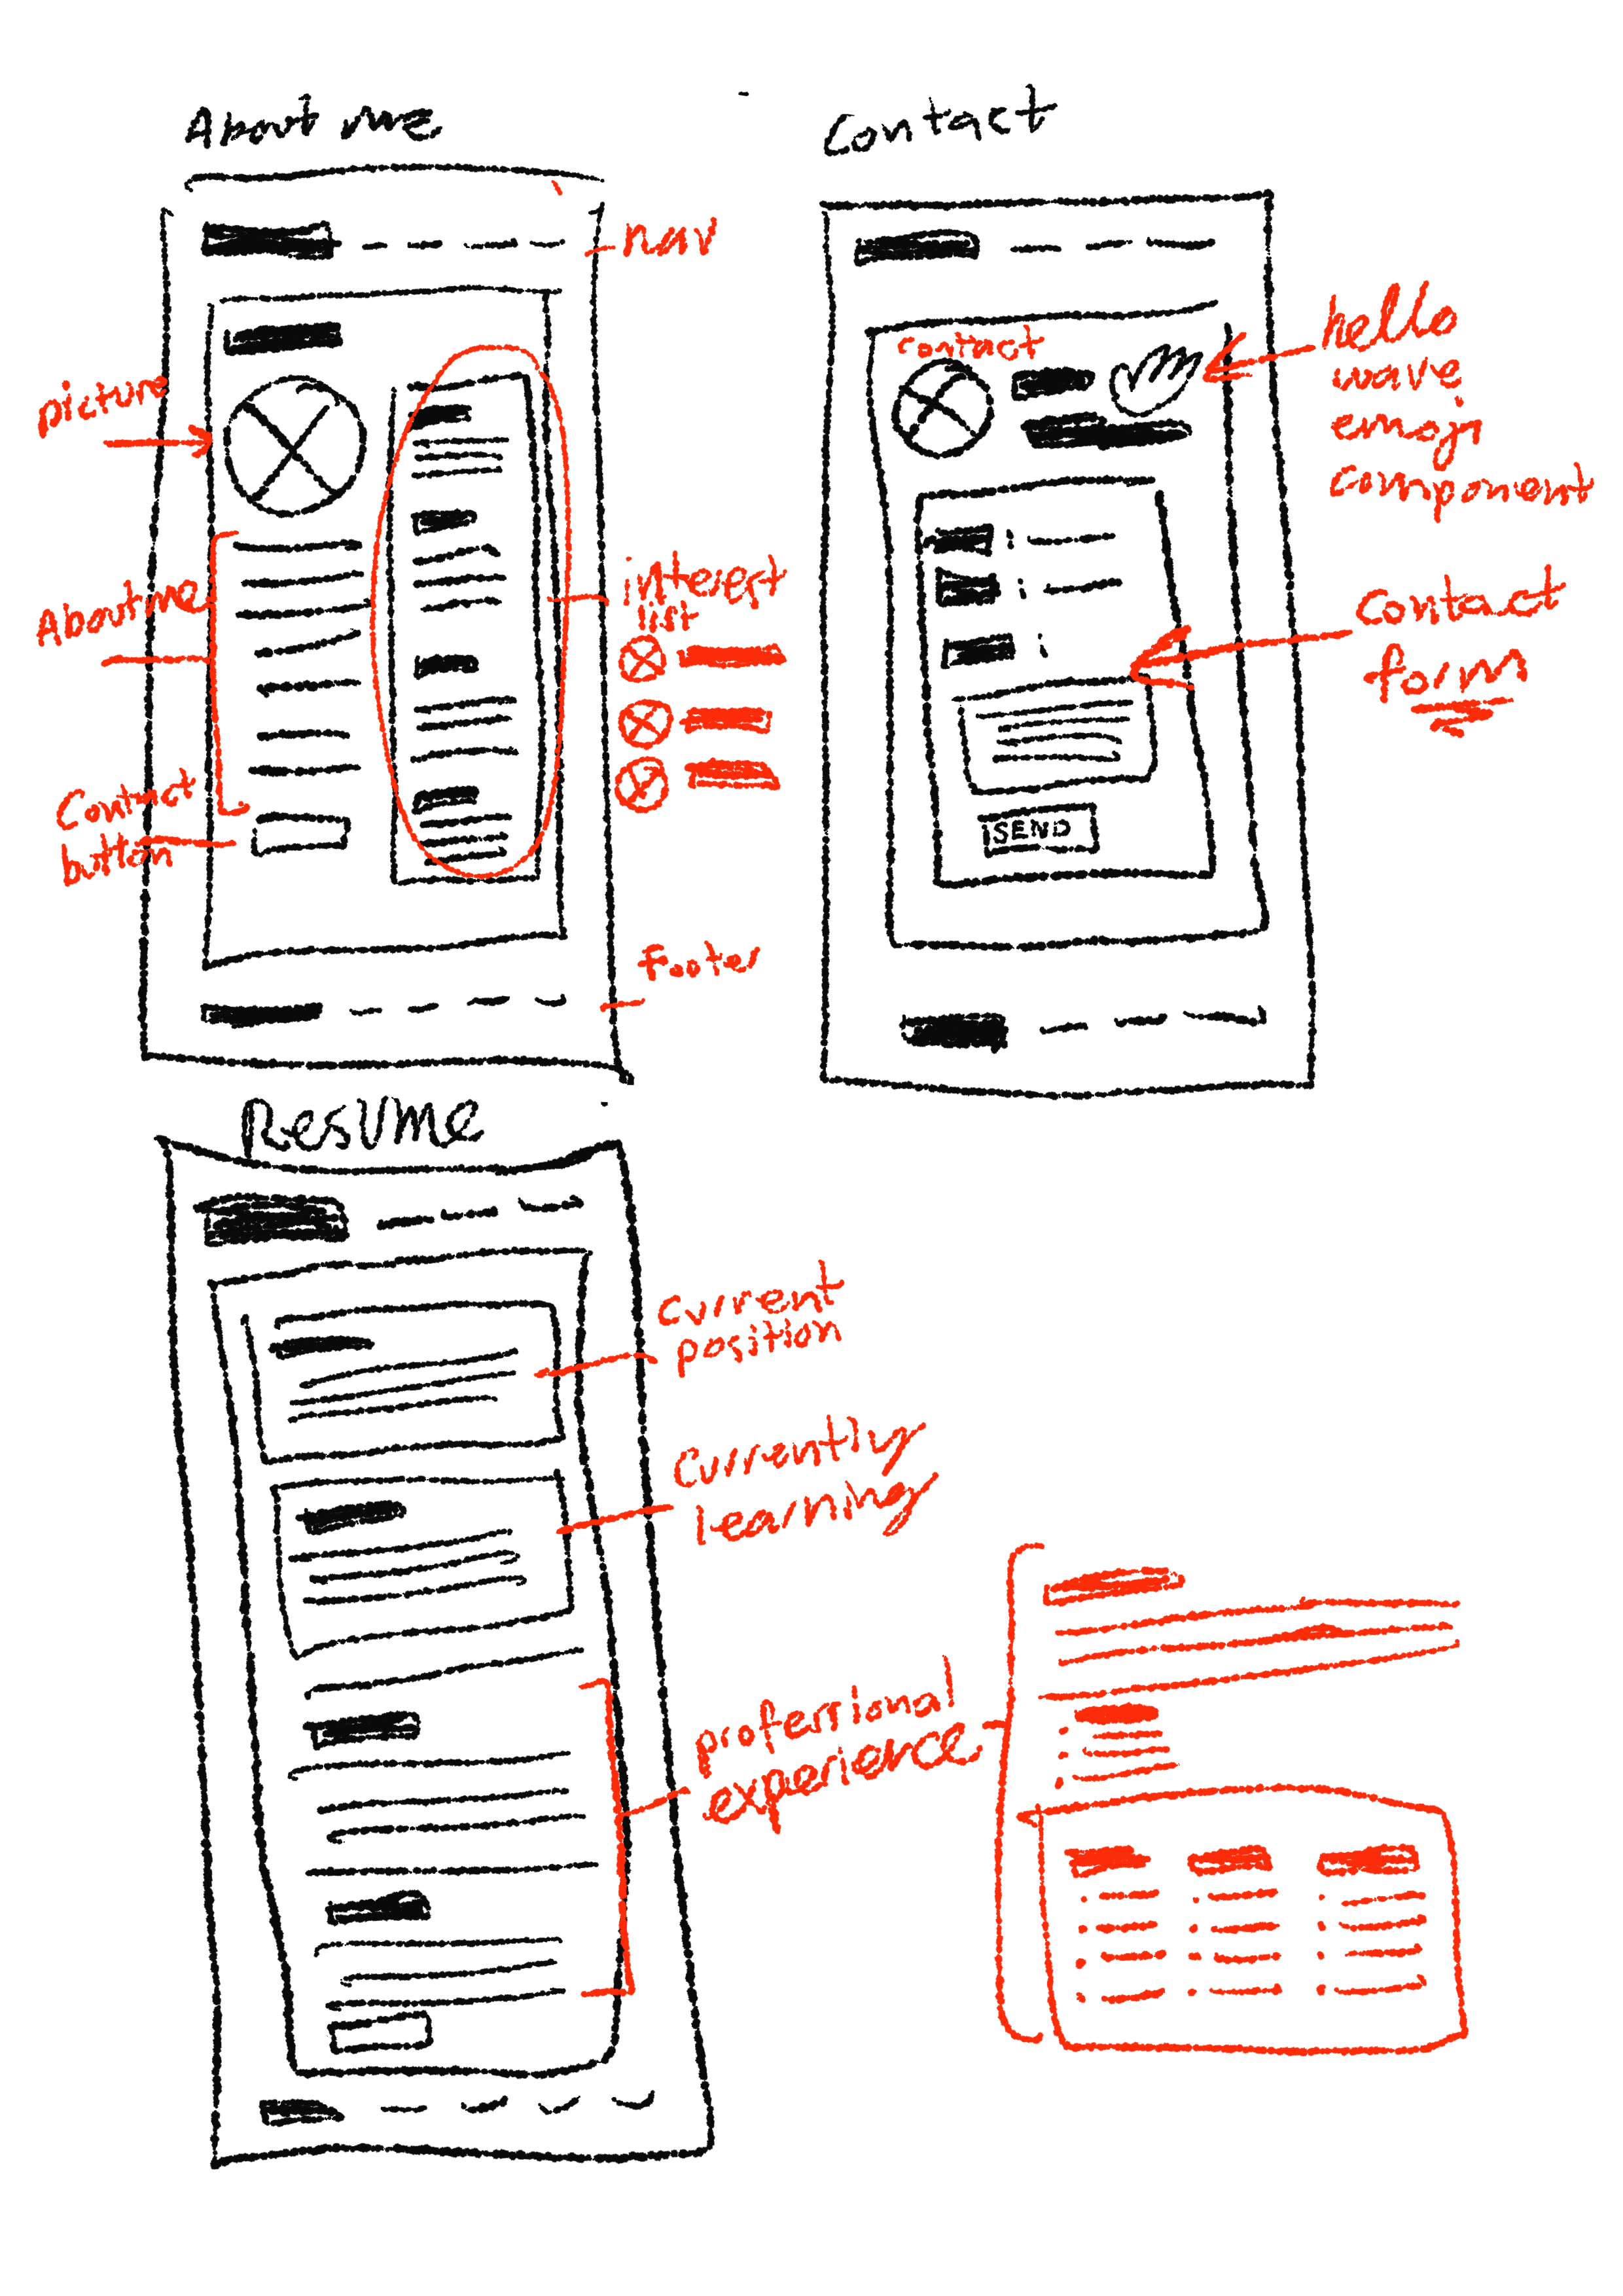 About me
nav
picture
About me
Contact
button
interest
list
footer
Contact
contact
hello
wave
emoji
component
contact
form
SEND
Resume
current
position
currently
learning
professional
experience